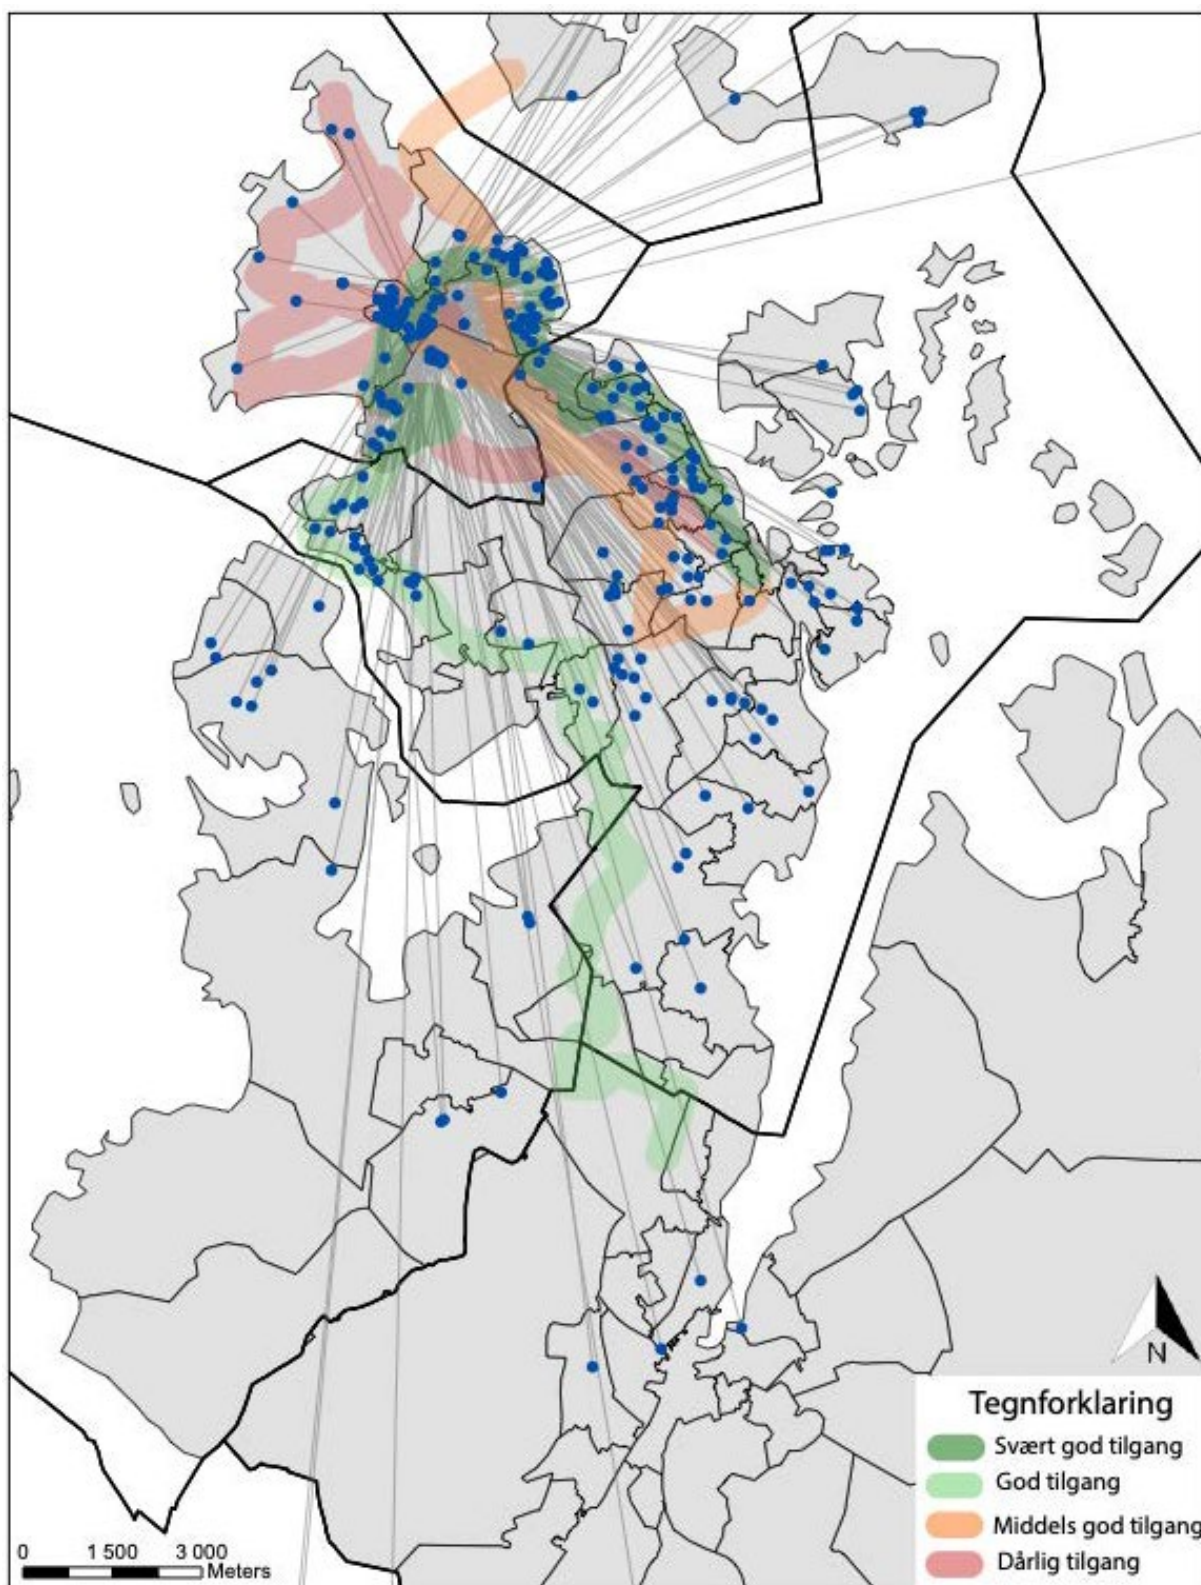 N
Tegnforklaring
Svært god tilgang
God tilgang
Middels god tilgang
Dårlig tilgang
0 1 500 3 000
Meters